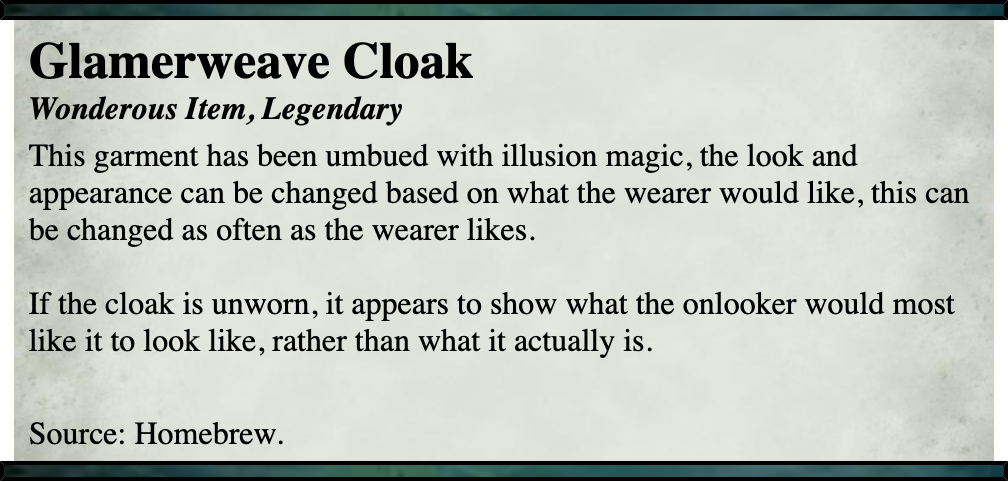 Glamerweave Cloak
Wonderous Item, Legendary
This garment has been umbued with illusion magic, the look and
appearance can be changed based on what the wearer would like, this can
be changed as often as the wearer likes.
If the cloak is unworn, it appears to show what the onlooker would most
like it to look like, rather than what it actually is.
Source: Homebrew.